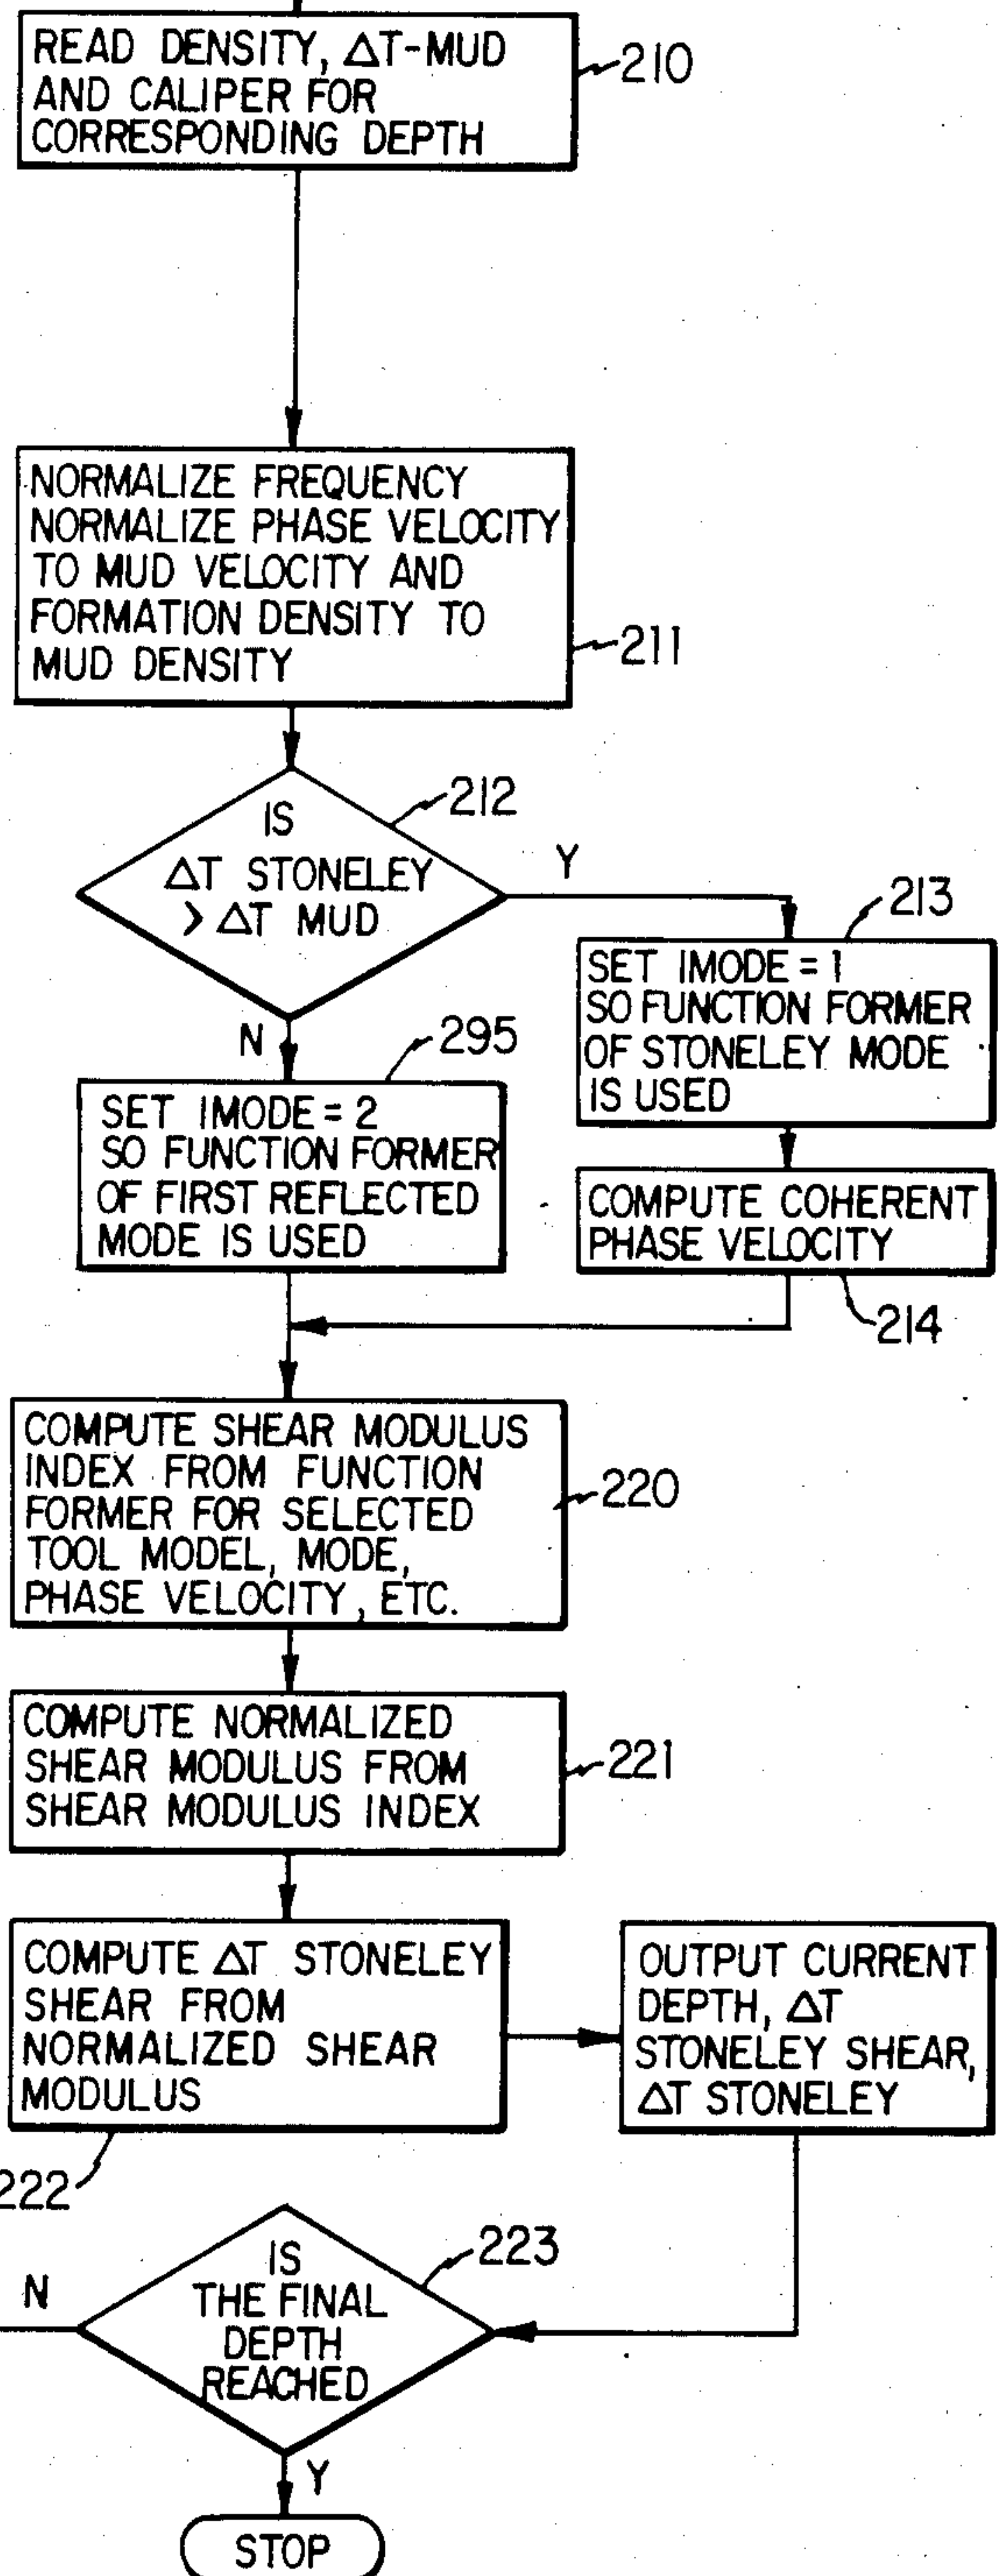 READ DENSITY, ΔT-MUD
AND CALIPER FOR
CORRESPONDING DEPTH
210
NORMALIZE FREQUENCY
NORMALIZE PHASE VELOCITY
TO MUD VELOCITY AND
FORMATION DENSITY TO
MUD DENSITY
211
IS
ΔT STONELEY
> ΔT MUD
212
Y
N
213
SET IMODE = 1
SO FUNCTION FORMER
OF STONELEY MODE
IS USED
295
SET IMODE = 2
SO FUNCTION FORMER
OF FIRST REFLECTED
MODE IS USED
COMPUTE COHERENT
PHASE VELOCITY
214
COMPUTE SHEAR MODULUS
INDEX FROM FUNCTION
FORMER FOR SELECTED
TOOL MODEL, MODE,
PHASE VELOCITY, ETC.
220
COMPUTE NORMALIZED
SHEAR MODULUS FROM
SHEAR MODULUS INDEX
221
COMPUTE ΔT STONELEY
SHEAR FROM
NORMALIZED SHEAR
MODULUS
222
OUTPUT CURRENT
DEPTH, ΔT
STONELEY SHEAR,
ΔT STONELEY
IS
THE FINAL
DEPTH
REACHED
223
N
Y
STOP